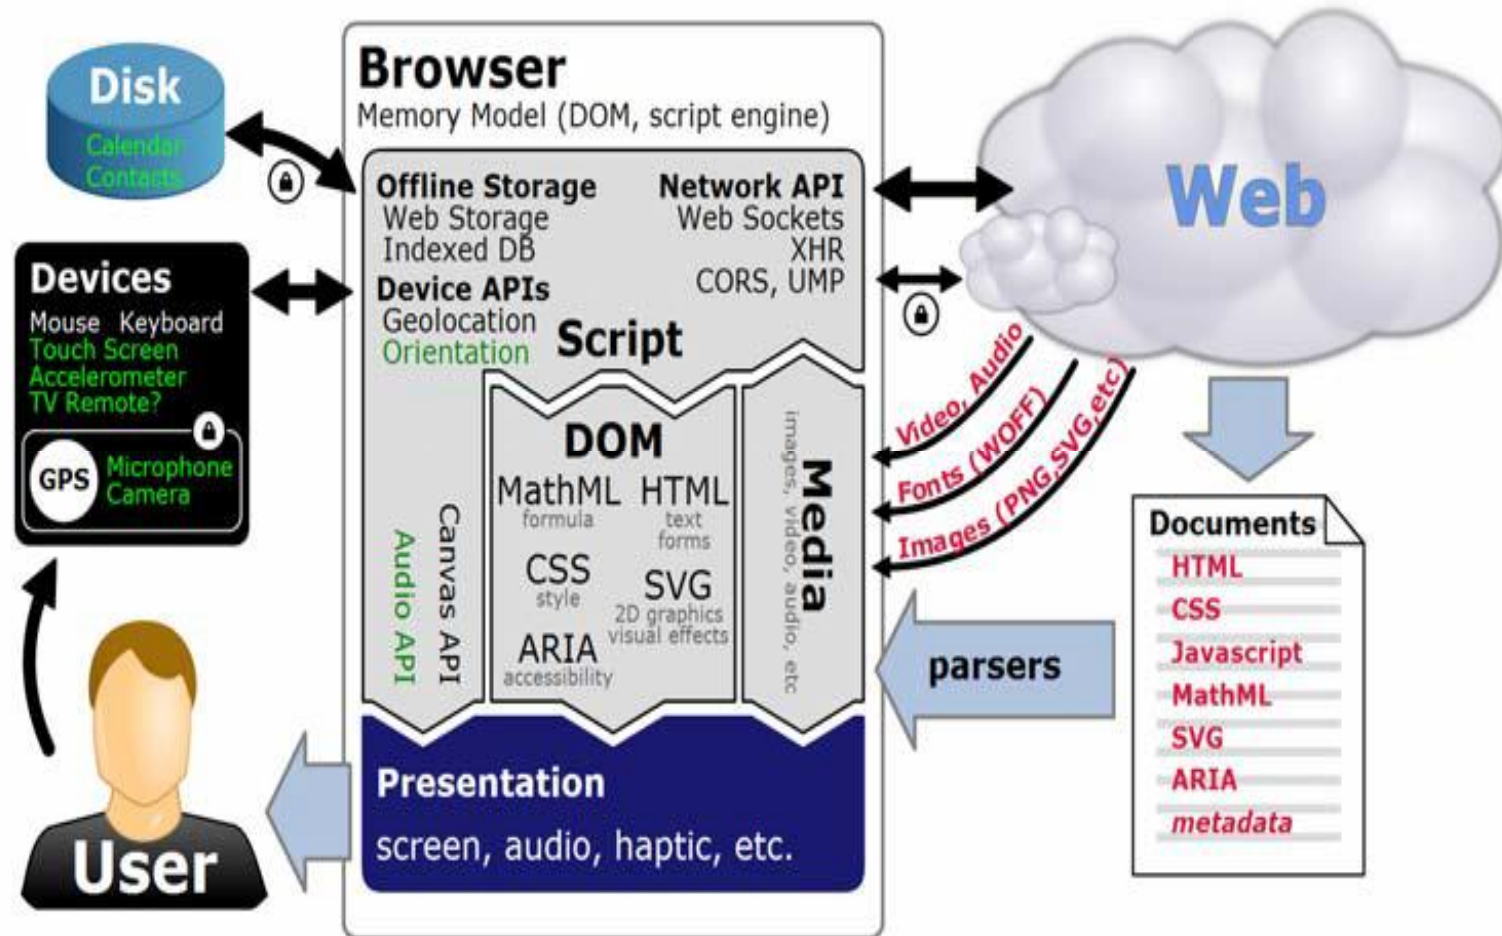 Disk
Calendar
Contacts
Devices
Mouse Keyboard
Touch Screen
Accelerometer
TV Remote?
GPS
Microphone
Camera
User
Browser
Memory Model (DOM, script engine)
Offline Storage
Web Storage
Indexed DB
Device APIs
Geolocation
Orientation
Network API
Web Sockets
XHR
CORS, UMP
Script
Audio API
Canvas API
DOM
MathML
formula
HTML
text
forms
CSS
style
SVG
2D graphics
visual effects
ARIA
accessibility
Media
images, video, audio, etc
Presentation
screen, audio, haptic, etc.
Web
Video, Audio
Fonts (WOFF)
Images (PNG,SVG,etc)
parsers
Documents
HTML
CSS
Javascript
MathML
SVG
ARIA
metadata